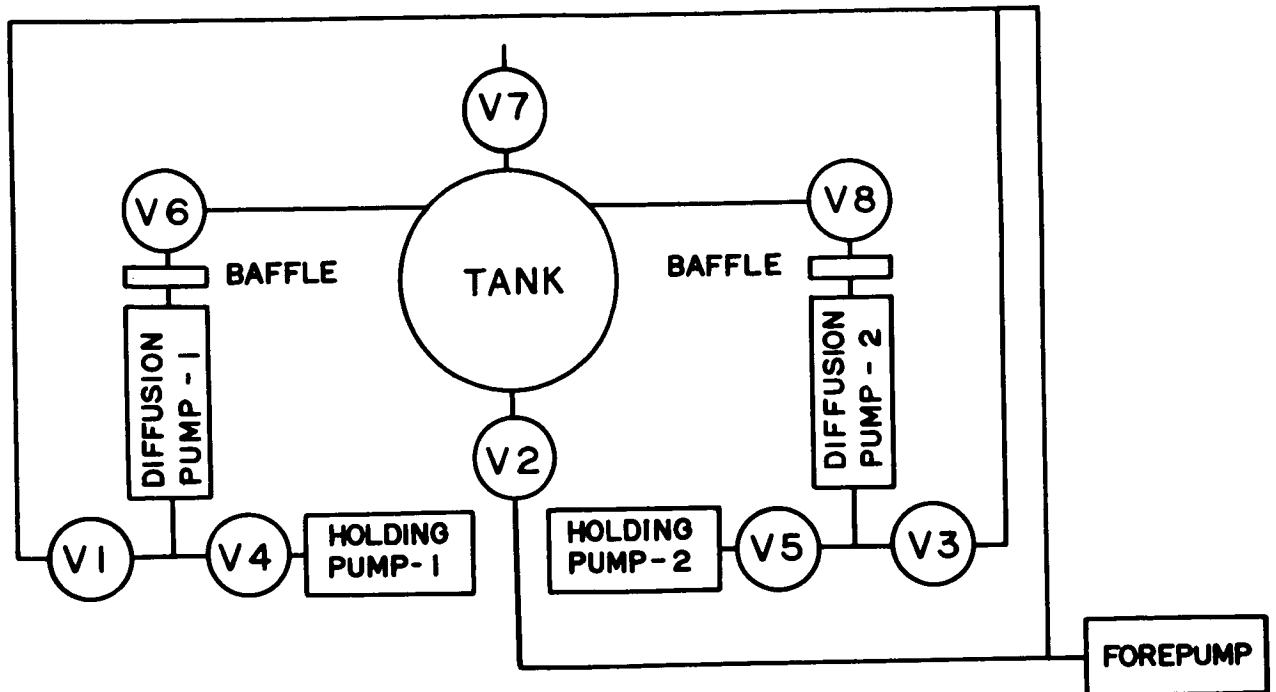 V7
V6
V8
BAFFLE
BAFFLE
TANK
DIFFUSION
PUMP - 1
DIFFUSION
PUMP - 2
V2
V1
V4
HOLDING
PUMP- 1
HOLDING
PUMP- 2
V5
V3
FOREPUMP